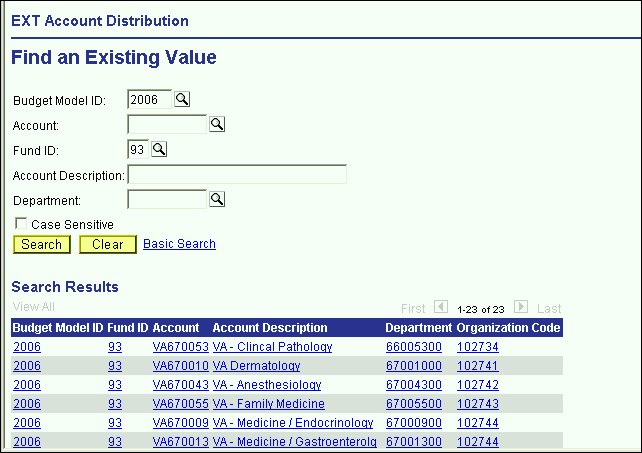 EXT Account Distribution
Find an Existing Value
Budget Model ID: 2006
Account:
Fund ID: 93
Account Description:
Department:
Case Sensitive
Search Clear Basic Search
Search Results
View All First 1-23 of 23 Last
Budget Model ID Fund ID Account Account Description Department Organization Code
2006 93 VA670053 VA - Clincal Pathology 66005300 102734
2006 93 VA670010 VA Dermatology 67001000 102741
2006 93 VA670043 VA - Anesthesiology 67004300 102742
2006 93 VA670055 VA - Family Medicine 67005500 102743
2006 93 VA670009 VA - Medicine / Endocrinology 67000900 102744
2006 93 VA670013 VA - Medicine / Gastroenterolg 67001300 102744